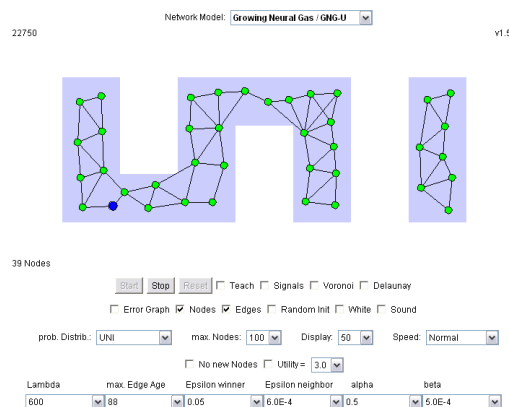 Network Model: Growing Neural Gas / GNG-U
22750 v1.5
39 Nodes
Start Stop Reset Teach Signals Voronoi Delaunay
Error Graph Nodes Edges Random Init White Sound
prob. Distrib.: UNI max. Nodes: 100 Display: 50 Speed: Normal
No new Nodes Utility = 3.0
Lambda max. Edge Age Epsilon winner Epsilon neighbor alpha beta
600 88 0.05 6.0E-4 0.5 5.0E-4